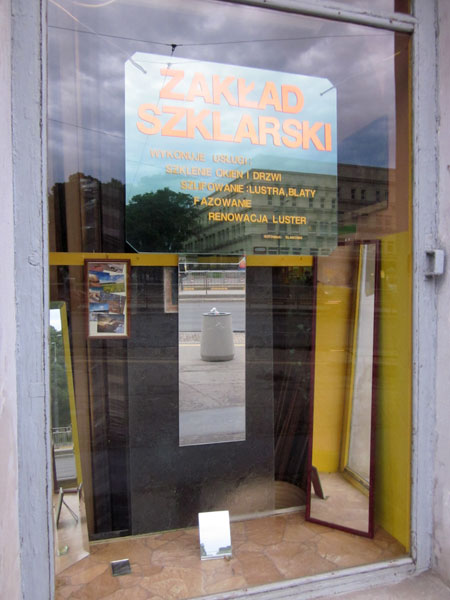 ZAKŁAD
SZKLARSKI
WYKONUJE USŁUGI:
SZKLENIE OKIEN I DRZWI
SZLIFOWANIE: LUSTRA, BLATY
FAZOWANIE
RENOWACJA LUSTER